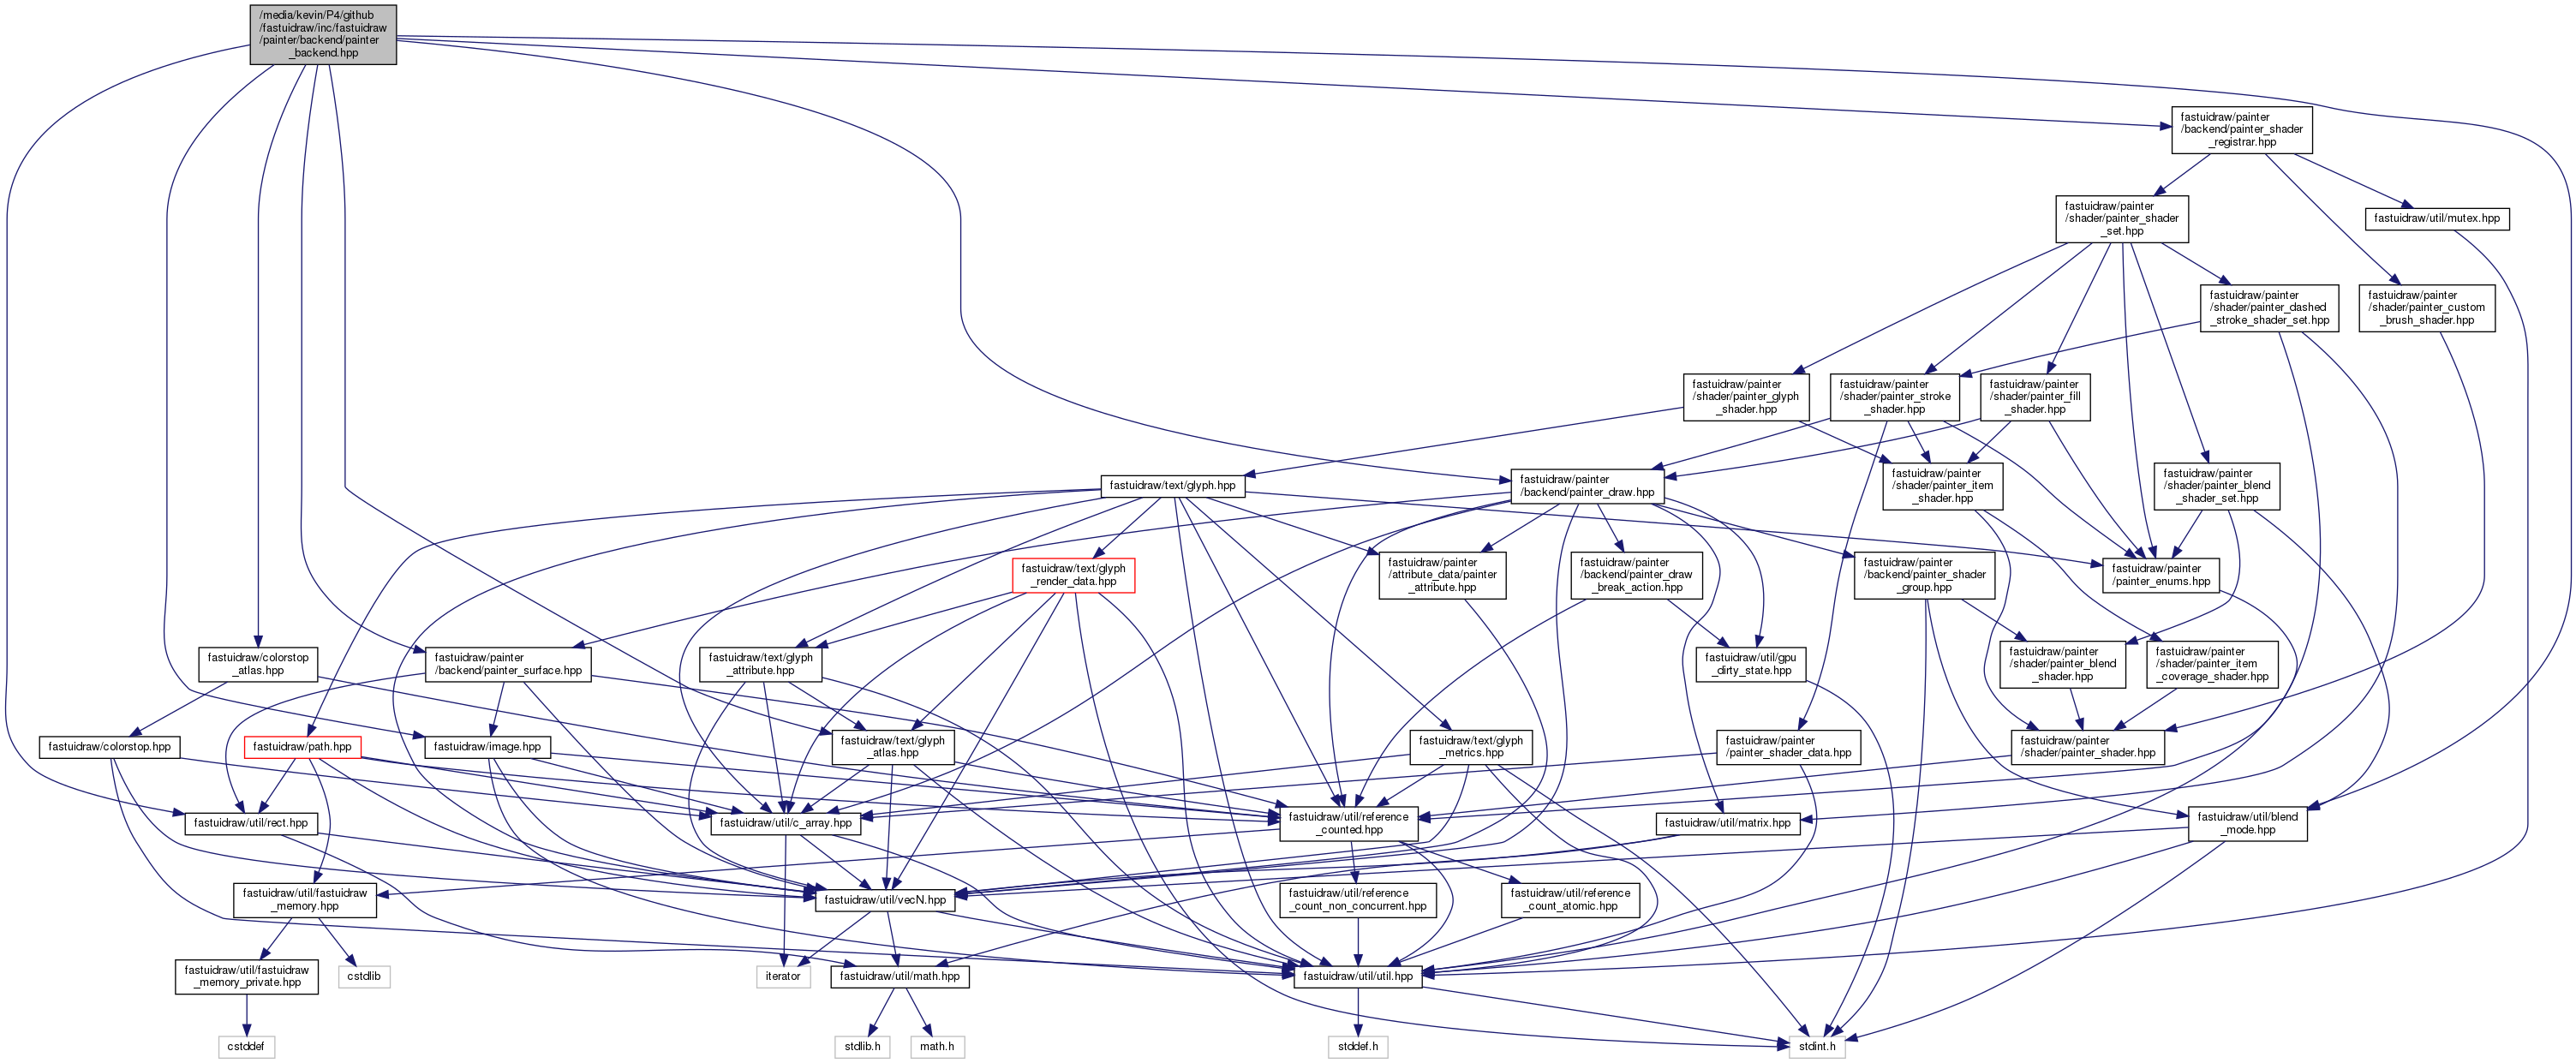 /media/kevin/P4/github
/fastuidraw/inc/fastuidraw
/painter/backend/painter
_backend.hpp
fastuidraw/painter
/backend/painter_shader
_registrar.hpp
fastuidraw/painter
/shader/painter_shader
_set.hpp
fastuidraw/util/mutex.hpp
fastuidraw/painter
/shader/painter_dashed
_stroke_shader_set.hpp
fastuidraw/painter
/shader/painter_custom
_brush_shader.hpp
fastuidraw/painter
/shader/painter_glyph
_shader.hpp
fastuidraw/painter
/shader/painter_stroke
_shader.hpp
fastuidraw/painter
/shader/painter_fill
_shader.hpp
fastuidraw/text/glyph.hpp
fastuidraw/painter
/backend/painter_draw.hpp
fastuidraw/painter
/shader/painter_item
_shader.hpp
fastuidraw/painter
/shader/painter_blend
_shader_set.hpp
fastuidraw/text/glyph
_render_data.hpp
fastuidraw/painter
/attribute_data/painter
_attribute.hpp
fastuidraw/painter
/backend/painter_draw
_break_action.hpp
fastuidraw/painter
/backend/painter_shader
_group.hpp
fastuidraw/painter
/painter_enums.hpp
fastuidraw/colorstop
_atlas.hpp
fastuidraw/painter
/backend/painter_surface.hpp
fastuidraw/text/glyph
_attribute.hpp
fastuidraw/util/gpu
_dirty_state.hpp
fastuidraw/painter
/shader/painter_blend
_shader.hpp
fastuidraw/painter
/shader/painter_item
_coverage_shader.hpp
fastuidraw/colorstop.hpp
fastuidraw/path.hpp
fastuidraw/image.hpp
fastuidraw/text/glyph
_atlas.hpp
fastuidraw/text/glyph
_metrics.hpp
fastuidraw/painter
/painter_shader_data.hpp
fastuidraw/painter
/shader/painter_shader.hpp
fastuidraw/util/rect.hpp
fastuidraw/util/c_array.hpp
fastuidraw/util/reference
_counted.hpp
fastuidraw/util/matrix.hpp
fastuidraw/util/blend
_mode.hpp
fastuidraw/util/fastuidraw
_memory.hpp
fastuidraw/util/vecN.hpp
fastuidraw/util/reference
_count_non_concurrent.hpp
fastuidraw/util/reference
_count_atomic.hpp
fastuidraw/util/fastuidraw
_memory_private.hpp
cstdlib
iterator
fastuidraw/util/math.hpp
fastuidraw/util/util.hpp
cstddef
stdlib.h
math.h
stddef.h
stdint.h